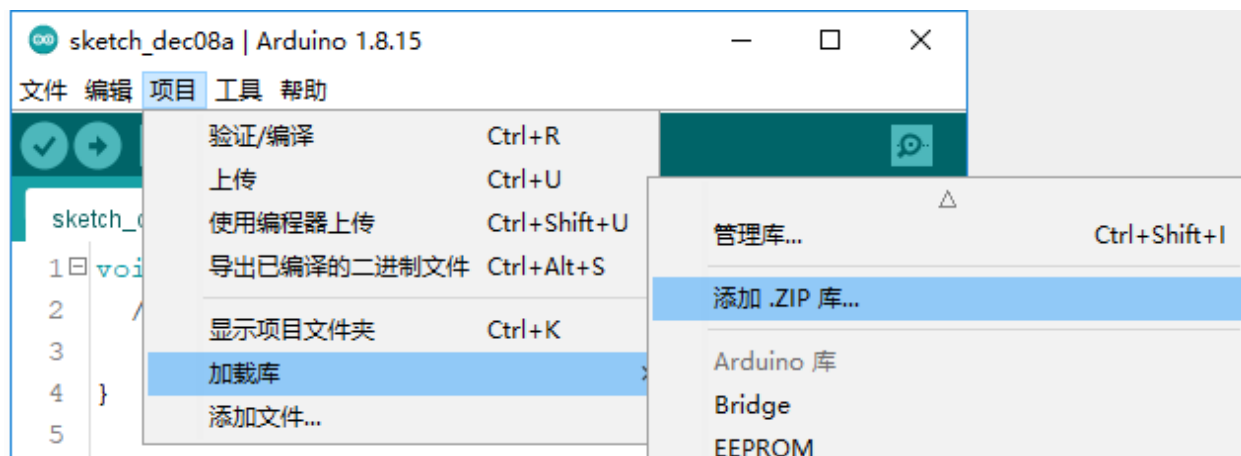 sketch_dec08a | Arduino 1.8.15
文件 编辑 项目 工具 帮助
验证/编译 Ctrl+R
上传 Ctrl+U
使用编程器上传 Ctrl+Shift+U
导出已编译的二进制文件 Ctrl+Alt+S
显示项目文件夹 Ctrl+K
加载库
添加文件...
管理库... Ctrl+Shift+I
添加 .ZIP 库...
Arduino 库
Bridge
EEPROM
sketch_d
1 voi
2 /
3
4 }
5